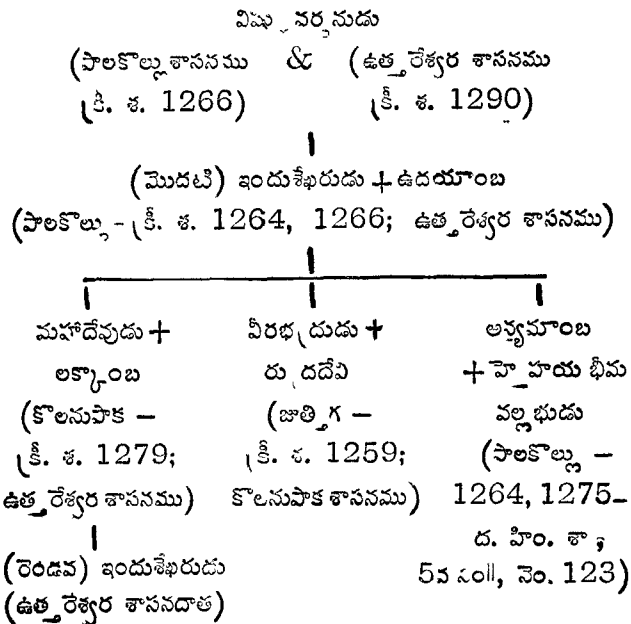 విష్ణువర్ధనుడు
(పాలకొల్లు శాసనము & (ఉత్తరేశ్వర శాసనము
క్రీ. శ. 1266) క్రీ. శ. 1290)
(మొదటి) ఇందుశేఖరుడు + ఉదయాంబ
(పాలకొల్లు - క్రీ. శ. 1264, 1266; ఉత్తరేశ్వర శాసనము)
మహాదేవుడు +
లక్కాంబ
(కొలనుపాక –
క్రీ. శ. 1279;
ఉత్తరేశ్వర శాసనము)
(రెండవ) ఇందుశేఖరుడు
(ఉత్తరేశ్వర శాసనదాత)
వీరభద్రుడు +
రుద్రదేవి
(జుత్తిగ –
క్రీ. శ. 1259;
కొలనుపాక శాసనము)
అన్యమాంబ
+ హైహయ భీమ
వల్లభుడు
(పాలకొల్లు –
1264, 1275–
ద. హిం. శా ;
5వ సం॥, నెం. 123)